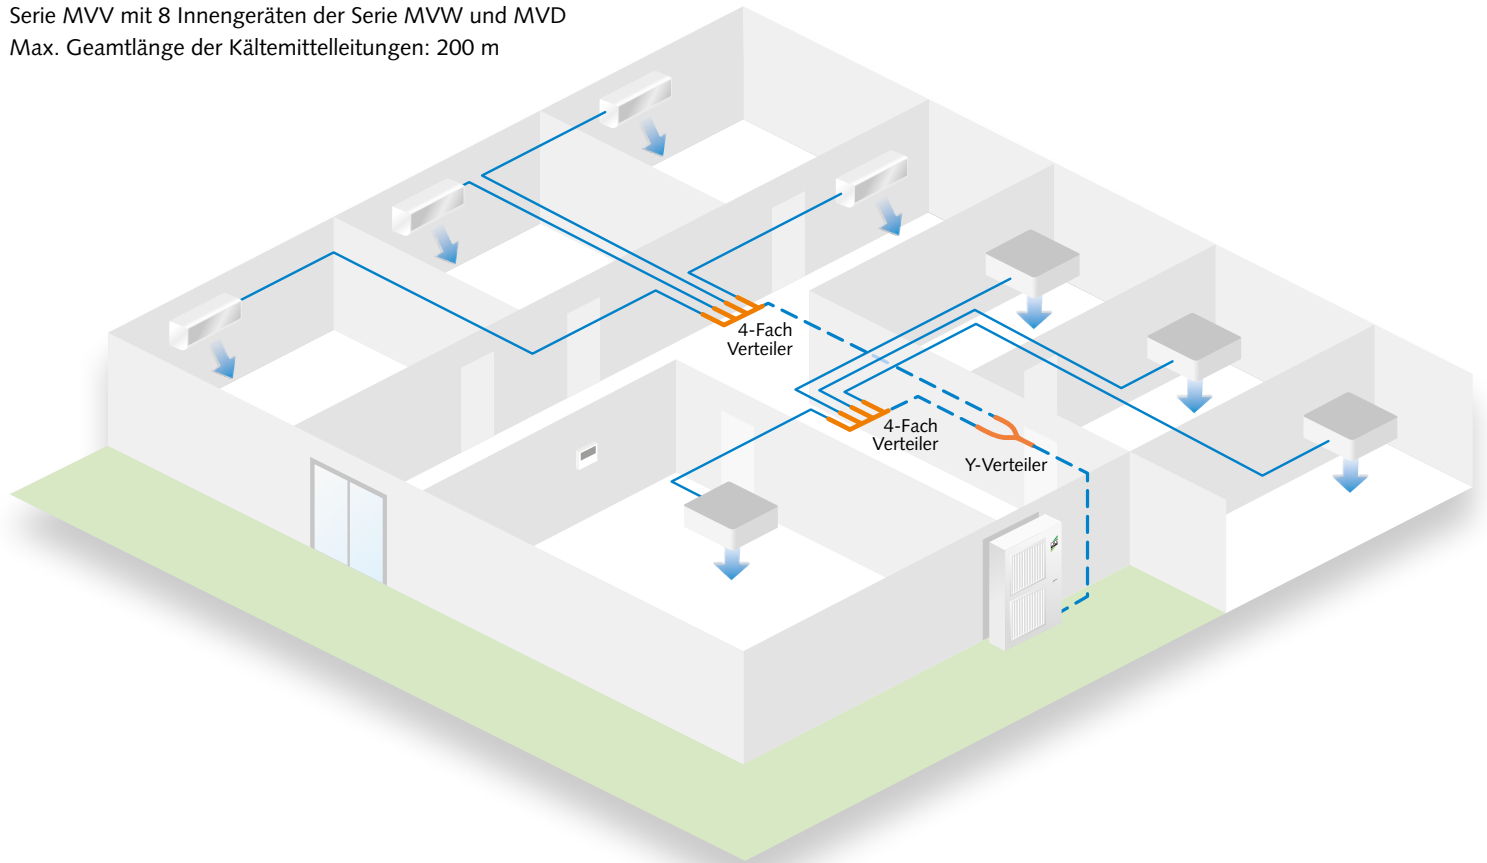 Serie MVV mit 8 Innengeräten der Serie MVW und MVD
Max. Geamtlänge der Kältemittelleitungen: 200 m
4-Fach
Verteiler
4-Fach
Verteiler
Y-Verteiler